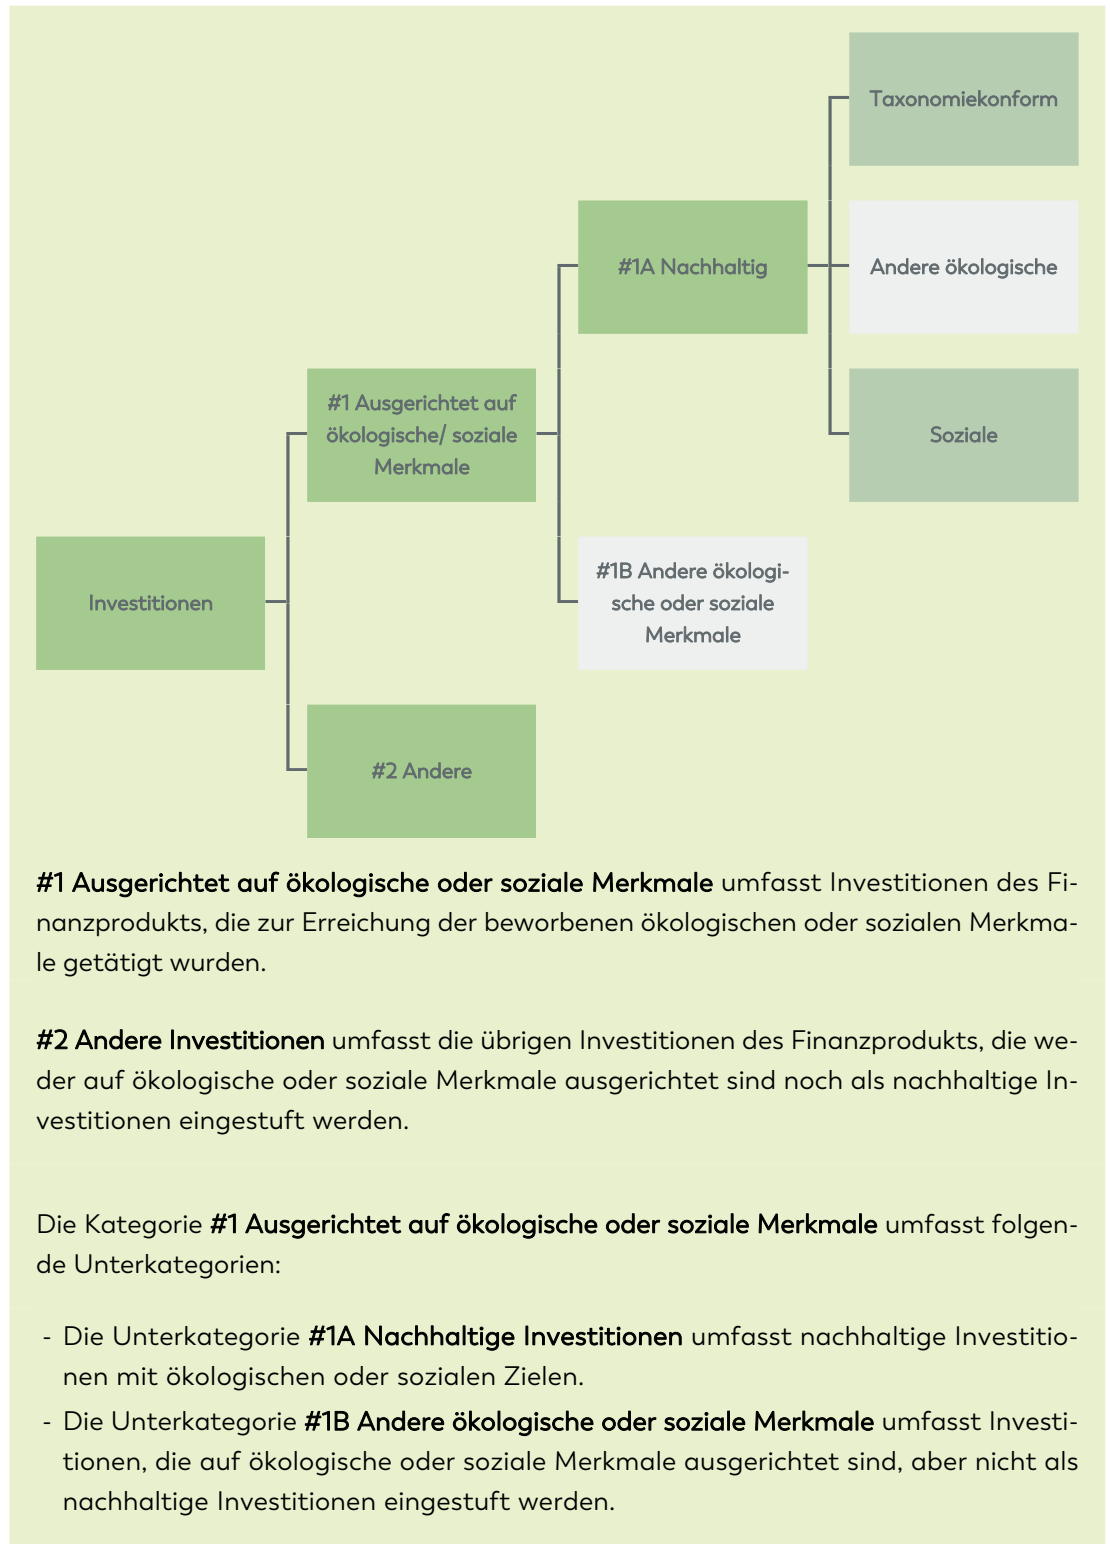 Taxonomiekonform
#1A Nachhaltig
Andere ökologische
#1 Ausgerichtet auf
ökologische/ soziale
Merkmale
Soziale
Investitionen
#1B Andere ökologi-
sche oder soziale
Merkmale
#2 Andere
#1 Ausgerichtet auf ökologische oder soziale Merkmale umfasst Investitionen des Fi-
nanzprodukts, die zur Erreichung der beworbenen ökologischen oder sozialen Merkma-
le getätigt wurden.
#2 Andere Investitionen umfasst die übrigen Investitionen des Finanzprodukts, die we-
der auf ökologische oder soziale Merkmale ausgerichtet sind noch als nachhaltige In-
vestitionen eingestuft werden.
Die Kategorie #1 Ausgerichtet auf ökologische oder soziale Merkmale umfasst folgen-
de Unterkategorien:
- Die Unterkategorie #1A Nachhaltige Investitionen umfasst nachhaltige Investitio-
nen mit ökologischen oder sozialen Zielen.
- Die Unterkategorie #1B Andere ökologische oder soziale Merkmale umfasst Investi-
tionen, die auf ökologische oder soziale Merkmale ausgerichtet sind, aber nicht als
nachhaltige Investitionen eingestuft werden.